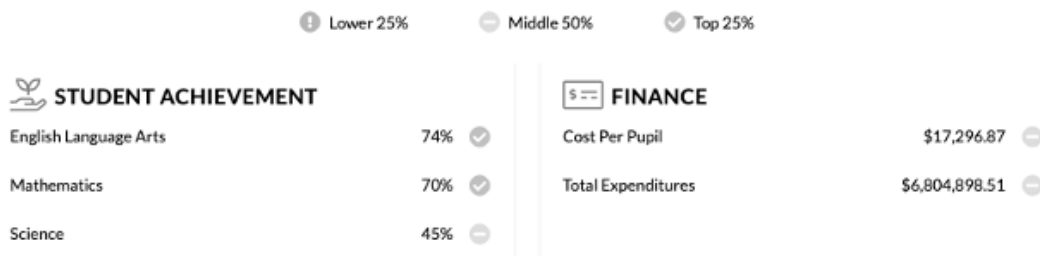 Lower 25% Middle 50% Top 25%
STUDENT ACHIEVEMENT
English Language Arts 74%
Mathematics 70%
Science 45%
$ FINANCE
Cost Per Pupil $17,296.87
Total Expenditures $6,804,898.51